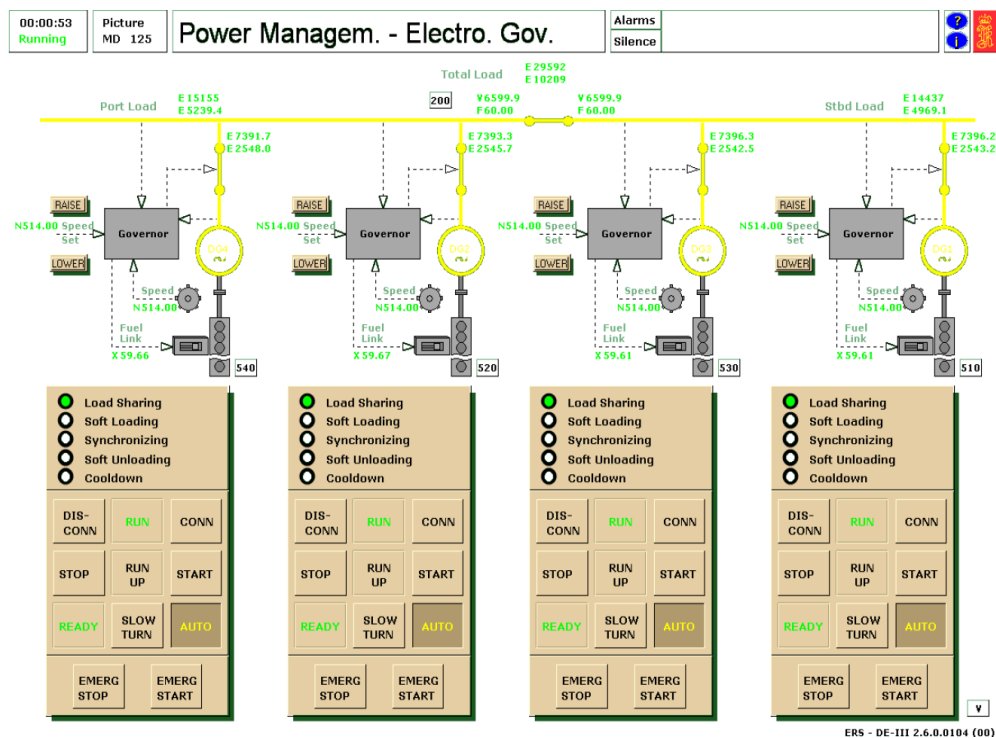 00:00:53
Running
Picture
MD 125
Power Managem. - Electro. Gov.
Alarms
Silence
?
i
Total Load
E 29592
E 10209
Port Load
E 15155
E 5239.4
200
V6599.9
F 60.00
V6599.9
F 60.00
Stbd Load
E 14437
E 4969.1
E 7391.7
E 2548.0
E 7393.3
E 2545.7
E 7396.3
E 2542.5
E 7396.2
E 2543.2
RAISE
N514.00 Speed
Set
LOWER
Governor
DG4
Speed
N514.00
Fuel
Link
X 59.66
540
RAISE
N514.00 Speed
Set
LOWER
Governor
DG2
Speed
N514.00
Fuel
Link
X 59.67
520
RAISE
N514.00 Speed
Set
LOWER
Governor
DG3
Speed
N514.00
Fuel
Link
X 59.61
530
RAISE
N514.00 Speed
Set
LOWER
Governor
DG1
Speed
N514.00
Fuel
Link
X 59.61
510
Load Sharing
Soft Loading
Synchronizing
Soft Unloading
Cooldown
DIS-
CONN
RUN
CONN
STOP
RUN
UP
START
READY
SLOW
TURN
AUTO
EMERG
STOP
EMERG
START
Load Sharing
Soft Loading
Synchronizing
Soft Unloading
Cooldown
DIS-
CONN
RUN
CONN
STOP
RUN
UP
START
READY
SLOW
TURN
AUTO
EMERG
STOP
EMERG
START
Load Sharing
Soft Loading
Synchronizing
Soft Unloading
Cooldown
DIS-
CONN
RUN
CONN
STOP
RUN
UP
START
READY
SLOW
TURN
AUTO
EMERG
STOP
EMERG
START
Load Sharing
Soft Loading
Synchronizing
Soft Unloading
Cooldown
DIS-
CONN
RUN
CONN
STOP
RUN
UP
START
READY
SLOW
TURN
AUTO
EMERG
STOP
EMERG
START
V
ERS - DE-III 2.6.0.0104 (00)